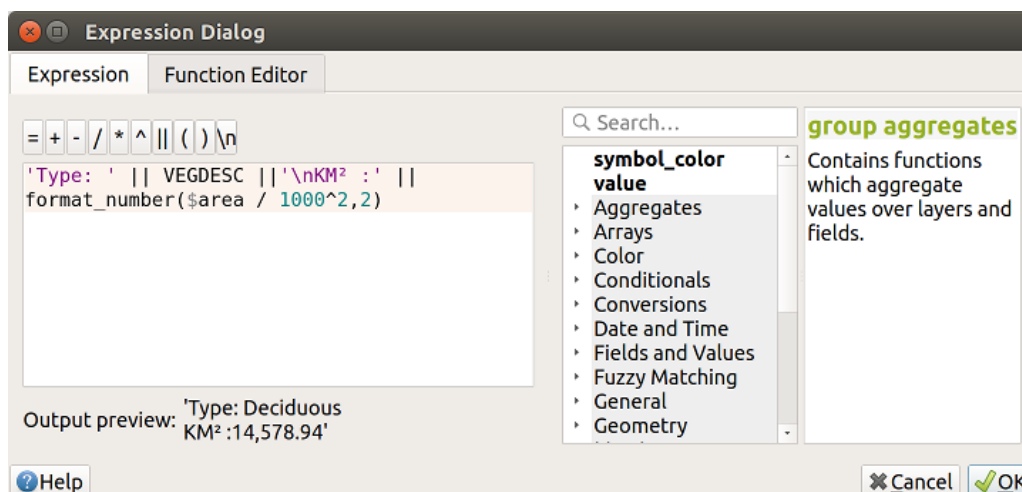 Expression Dialog
Expression
Function Editor
= + - / * ^ || ( ) \n
'Type: ' || VEGDESC ||'\nKM² :' ||
format_number($area / 1000^2,2)
Output preview: 'Type: Deciduous
KM² :14,578.94'
Search...
symbol_color
value
Aggregates
Arrays
Color
Conditionals
Conversions
Date and Time
Fields and Values
Fuzzy Matching
General
Geometry
group aggregates
Contains functions
which aggregate
values over layers and
fields.
Help
Cancel
OK